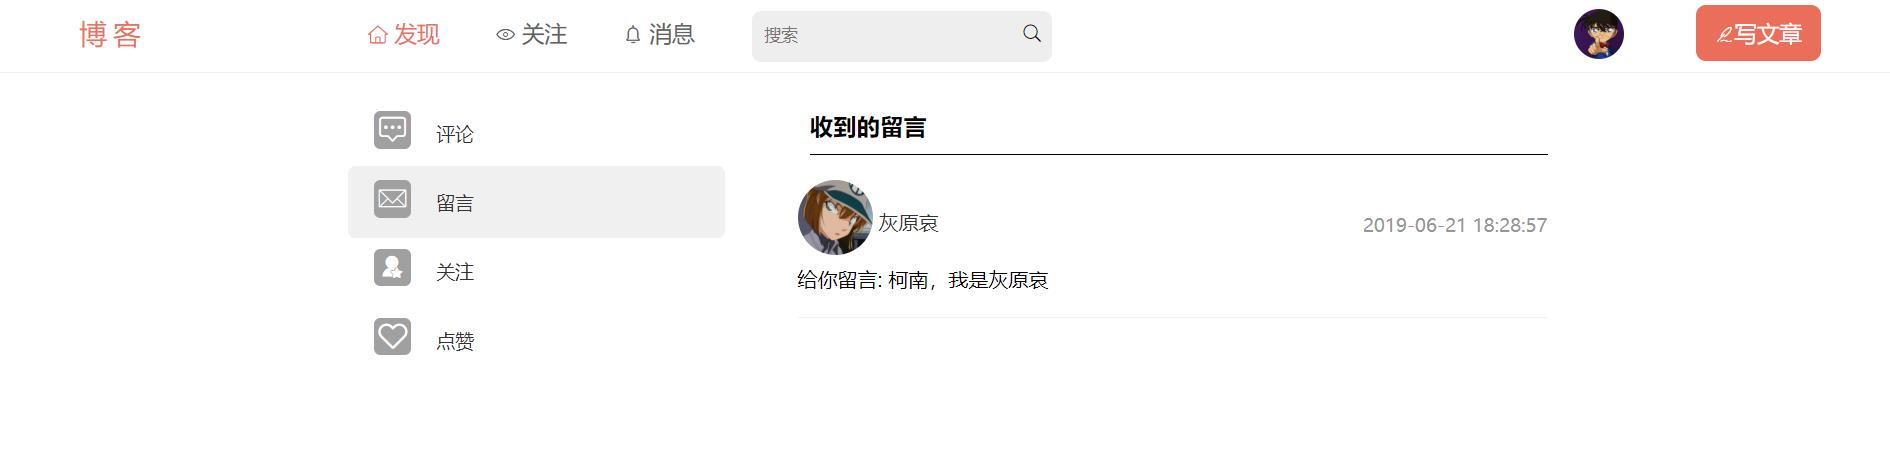 博客 发现 关注 消息 搜索 写文章
评论
留言
关注
点赞
收到的留言
灰原哀 2019-06-21 18:28:57
给你留言: 柯南，我是灰原哀